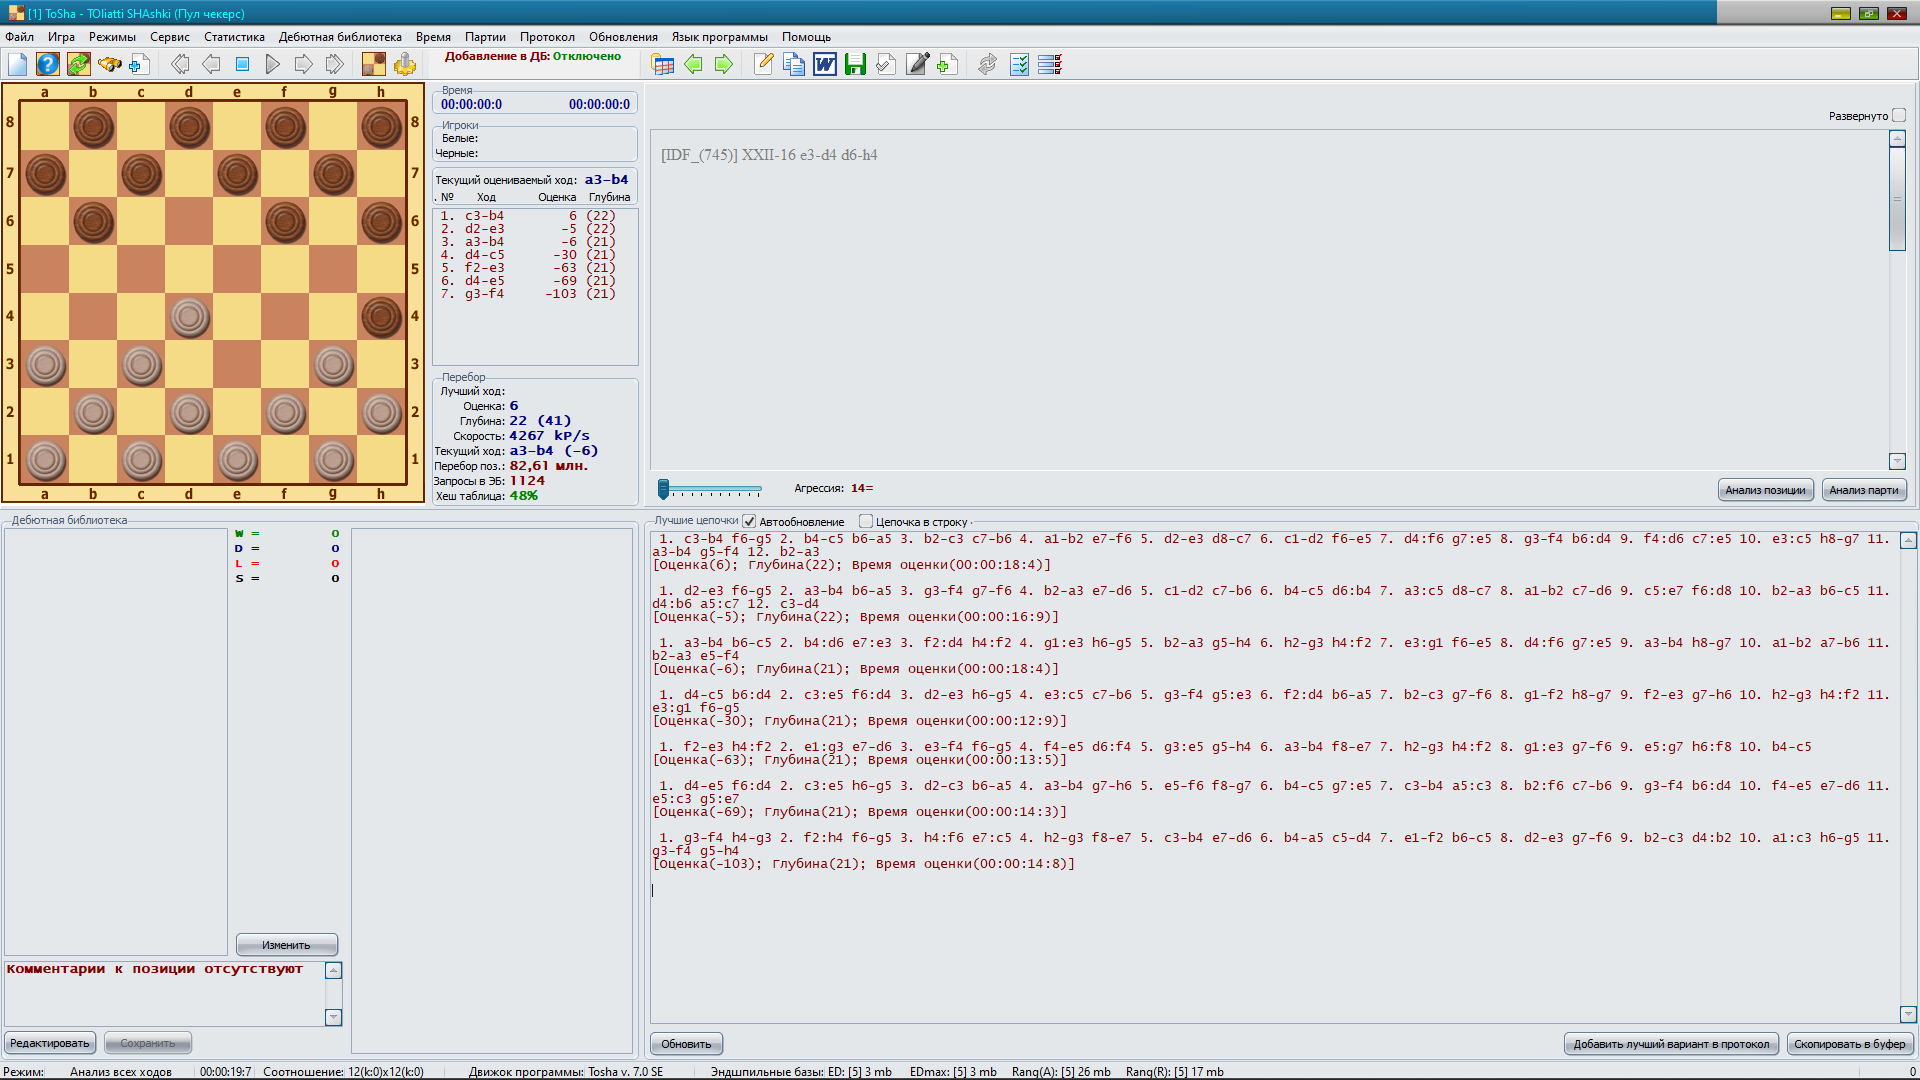 [1] ToSha - TOliatti SHAshki (Пул чекерс)
Файл Игра Режимы Сервис Статистика Дебютная библиотека Время Партии Протокол Обновления Язык программы Помощь
Добавление в ДБ: Отключено
a b c d e f g h
8 8
7 7
6 6
5 5
4 4
3 3
2 2
1 1
a b c d e f g h
Время
00:00:00:0 00:00:00:0
Игроки
Белые:
Черные:
Текущий оцениваемый ход: a3-b4
. № Ход Оценка Глубина
1. c3-b4 6 (22)
2. d2-e3 -5 (22)
3. a3-b4 -6 (21)
4. d4-c5 -30 (21)
5. f2-e3 -63 (21)
6. d4-e5 -69 (21)
7. g3-f4 -103 (21)
Перебор
Лучший ход:
Оценка: 6
Глубина: 22 (41)
Скорость: 4267 kP/s
Текущий ход: a3-b4 (-6)
Перебор поз.: 82,61 млн.
Запросы в ЭБ: 1124
Хеш таблица: 48%
Развернуто
[IDF_(745)] XXII-16 e3-d4 d6-h4
Агрессия: 14=
Анализ позиции Анализ парти
Дебютная библиотека
W = 0
D = 0
L = 0
S = 0
Изменить
Комментарии к позиции отсутствуют
Редактировать Сохранить
Лучшие цепочки Автообновление Цепочка в строку
1. c3-b4 f6-g5 2. b4-c5 b6-a5 3. b2-c3 c7-b6 4. a1-b2 e7-f6 5. d2-e3 d8-c7 6. c1-d2 f6-e5 7. d4:f6 g7:e5 8. g3-f4 b6:d4 9. f4:d6 c7:e5 10. e3:c5 h8-g7 11.
a3-b4 g5-f4 12. b2-a3
[Оценка(6); Глубина(22); Время оценки(00:00:18:4)]
1. d2-e3 f6-g5 2. a3-b4 b6-a5 3. g3-f4 g7-f6 4. b2-a3 e7-d6 5. c1-d2 c7-b6 6. b4-c5 d6:b4 7. a3:c5 d8-c7 8. a1-b2 c7-d6 9. c5:e7 f6:d8 10. b2-a3 b6-c5 11.
d4:b6 a5:c7 12. c3-d4
[Оценка(-5); Глубина(22); Время оценки(00:00:16:9)]
1. a3-b4 b6-c5 2. b4:d6 e7:e3 3. f2:d4 h4:f2 4. g1:e3 h6-g5 5. b2-a3 g5-h4 6. h2-g3 h4:f2 7. e3:g1 f6-e5 8. d4:f6 g7:e5 9. a3-b4 h8-g7 10. a1-b2 a7-b6 11.
b2-a3 e5-f4
[Оценка(-6); Глубина(21); Время оценки(00:00:18:4)]
1. d4-c5 b6:d4 2. c3:e5 f6:d4 3. d2-e3 h6-g5 4. e3:c5 c7-b6 5. g3-f4 g5:e3 6. f2:d4 b6-a5 7. b2-c3 g7-f6 8. g1-f2 h8-g7 9. f2-e3 g7-h6 10. h2-g3 h4:f2 11.
e3:g1 f6-g5
[Оценка(-30); Глубина(21); Время оценки(00:00:12:9)]
1. f2-e3 h4:f2 2. e1:g3 e7-d6 3. e3-f4 f6-g5 4. f4-e5 d6:f4 5. g3:e5 g5-h4 6. a3-b4 f8-e7 7. h2-g3 h4:f2 8. g1:e3 g7-f6 9. e5:g7 h6:f8 10. b4-c5
[Оценка(-63); Глубина(21); Время оценки(00:00:13:5)]
1. d4-e5 f6:d4 2. c3:e5 h6-g5 3. d2-c3 b6-a5 4. a3-b4 g7-h6 5. e5-f6 f8-g7 6. b4-c5 g7:e5 7. c3-b4 a5:c3 8. b2:f6 c7-b6 9. g3-f4 b6:d4 10. f4-e5 e7-d6 11.
e5:c3 g5:e7
[Оценка(-69); Глубина(21); Время оценки(00:00:14:3)]
1. g3-f4 h4-g3 2. f2:h4 f6-g5 3. h4:f6 e7:c5 4. h2-g3 f8-e7 5. c3-b4 e7-d6 6. b4-a5 c5-d4 7. e1-f2 b6-c5 8. d2-e3 g7-f6 9. b2-c3 d4:b2 10. a1:c3 h6-g5 11.
g3-f4 g5-h4
[Оценка(-103); Глубина(21); Время оценки(00:00:14:8)]
Обновить Добавить лучший вариант в протокол Скопировать в буфер
Режим: Анализ всех ходов 00:00:19:7 Соотношение: 12(k:0)x12(k:0) Движок программы: Tosha v. 7.0 SE Эндшпильные базы: ED: [5] 3 mb EDmax: [5] 3 mb Rang(A): [5] 26 mb Rang(R): [5] 17 mb 0